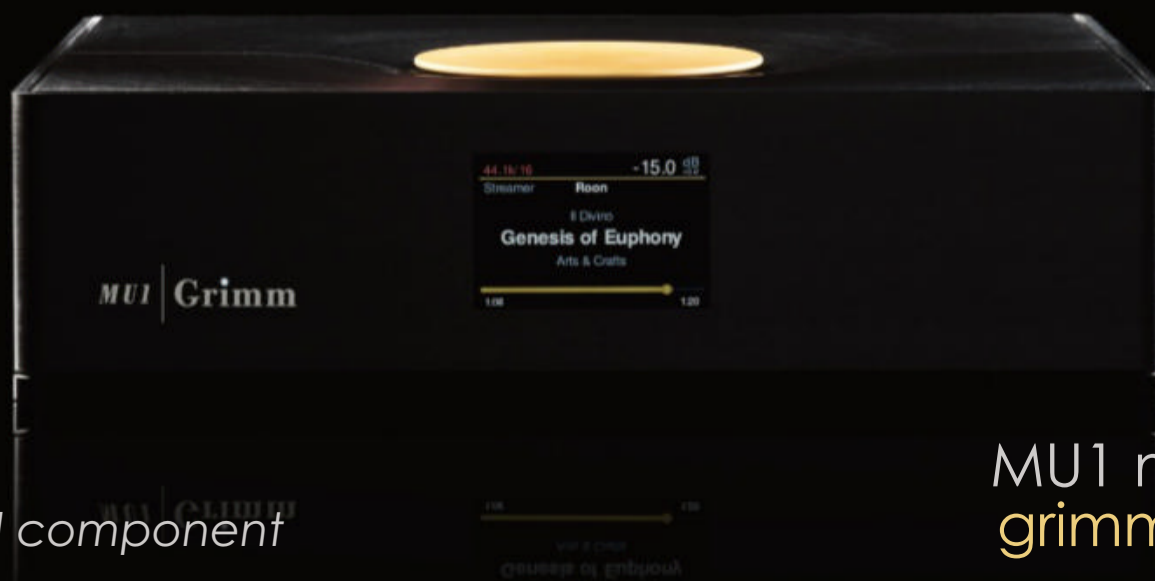 44.1k/16 -15.0 dB
Streamer Roon
Il Divino
Genesis of Euphony
Arts & Crafts
1:08 1:20
MU1 | Grimm
MU1
component
grimm